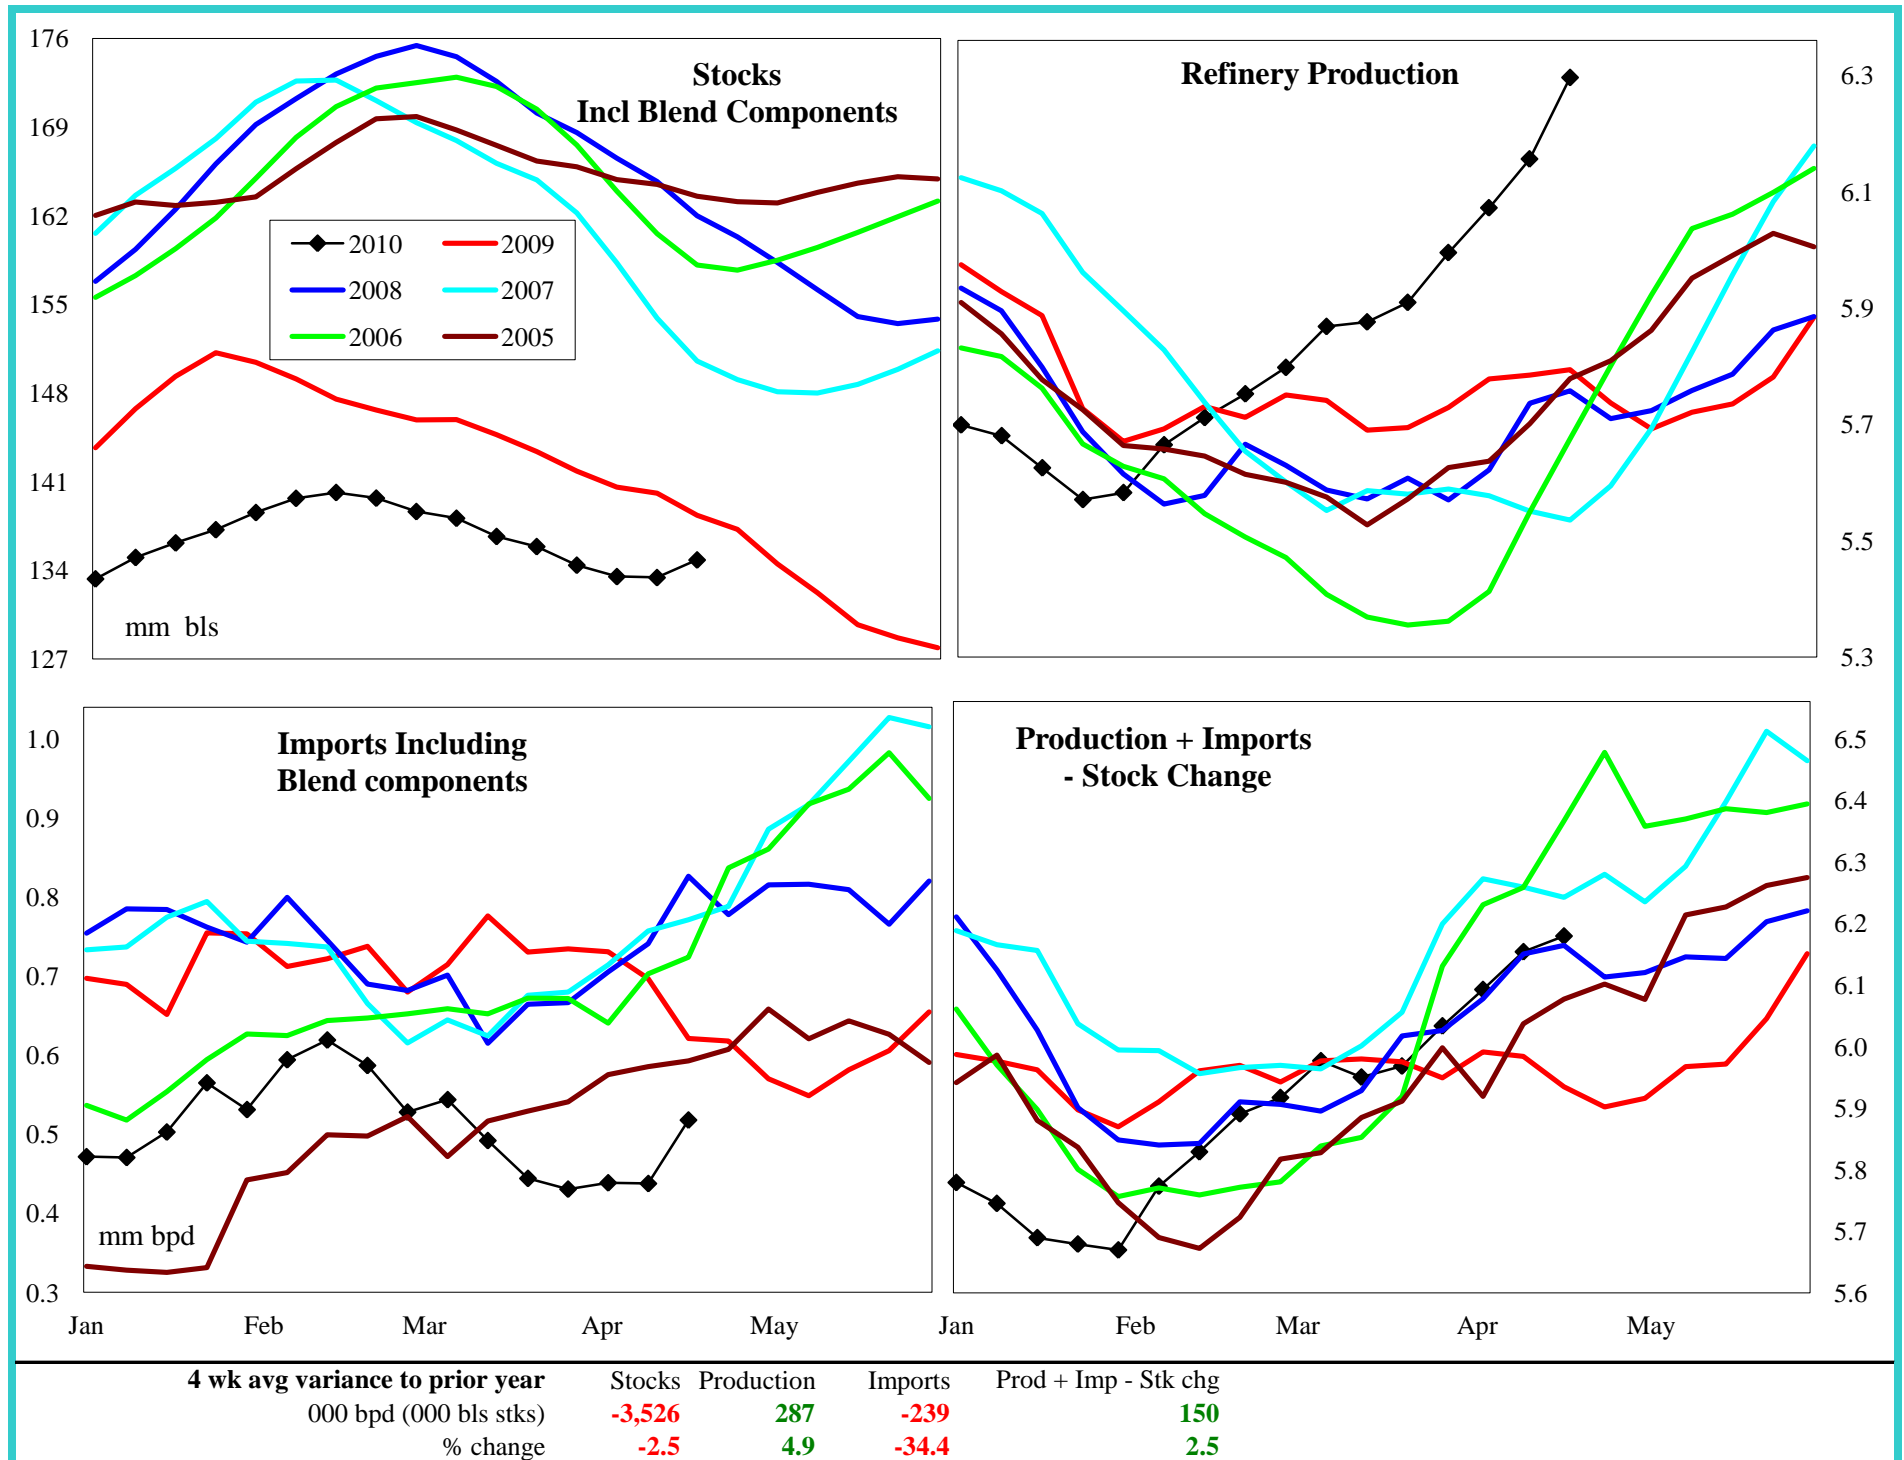 176
169
162
155
148
141
134
127
Stocks
Incl Blend Components
2010 2009
2008 2007
2006 2005
mm bls
Refinery Production
6.3
6.1
5.9
5.7
5.5
5.3
1.0
0.9
0.8
0.7
0.6
0.5
0.4
0.3
Imports Including
Blend components
mm bpd
Jan Feb Mar Apr May
Production + Imports
- Stock Change
6.5
6.4
6.3
6.2
6.1
6.0
5.9
5.8
5.7
5.6
Jan Feb Mar Apr May
4 wk avg variance to prior year Stocks Production Imports Prod + Imp - Stk chg
000 bpd (000 bls stks) -3,526 287 -239 150
% change -2.5 4.9 -34.4 2.5